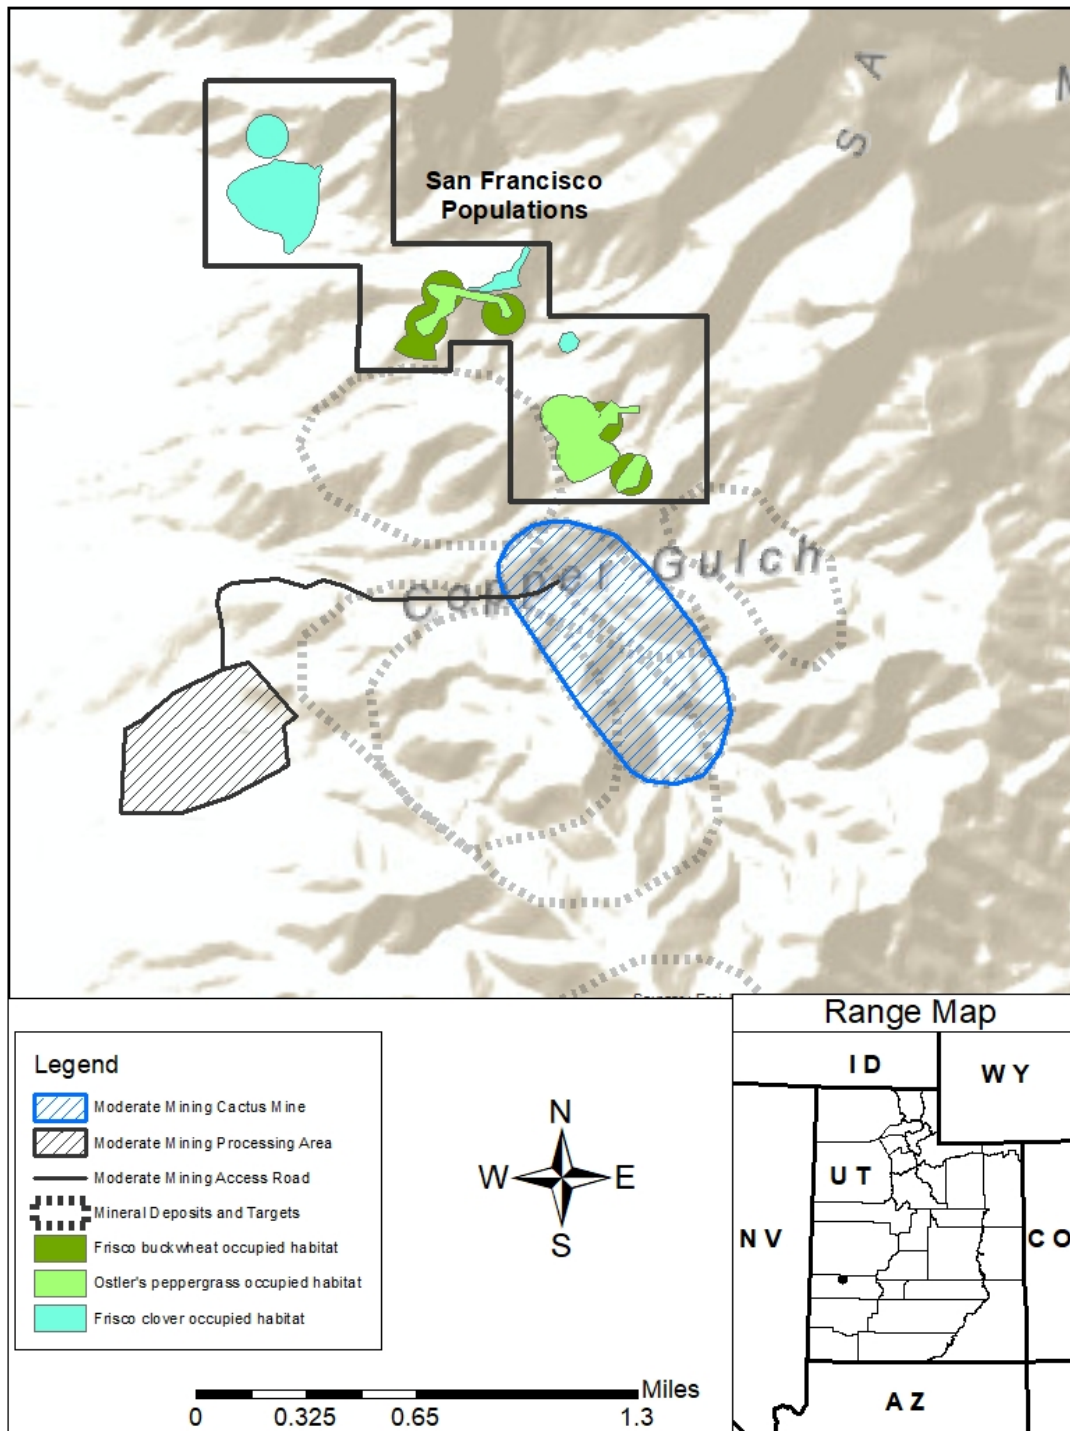 S A
M
San Francisco
Populations
Copper Gulch
Legend
Moderate Mining Cactus Mine
Moderate Mining Processing Area
Moderate Mining Access Road
Mineral Deposits and Targets
Frisco buckwheat occupied habitat
Ostler's peppergrass occupied habitat
Frisco clover occupied habitat
N
W E
S
Miles
0 0.325 0.65 1.3
Range Map
ID
WY
UT
NV
CO
AZ